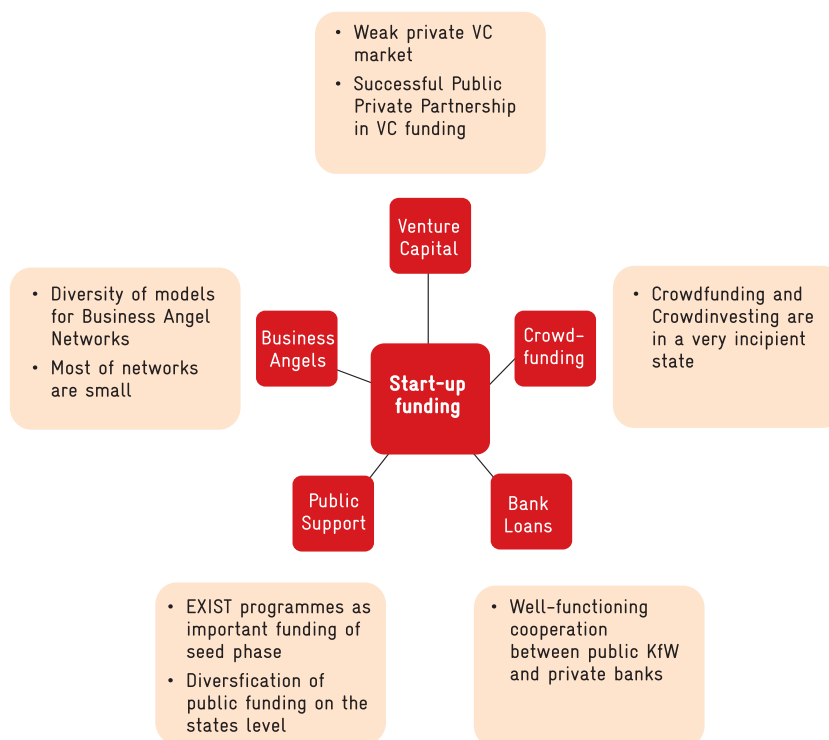 • Weak private VC
market
• Successful Public
Private Partnership
in VC funding
Venture
Capital
• Diversity of models
for Business Angel
Networks
• Most of networks
are small
Business
Angels
Start-up
funding
Crowd-
funding
• Crowdfunding and
Crowdinvesting are
in a very incipient
state
Public
Support
Bank
Loans
• EXIST programmes as
important funding of
seed phase
• Diversfication of
public funding on the
states level
• Well-functioning
cooperation
between public KfW
and private banks